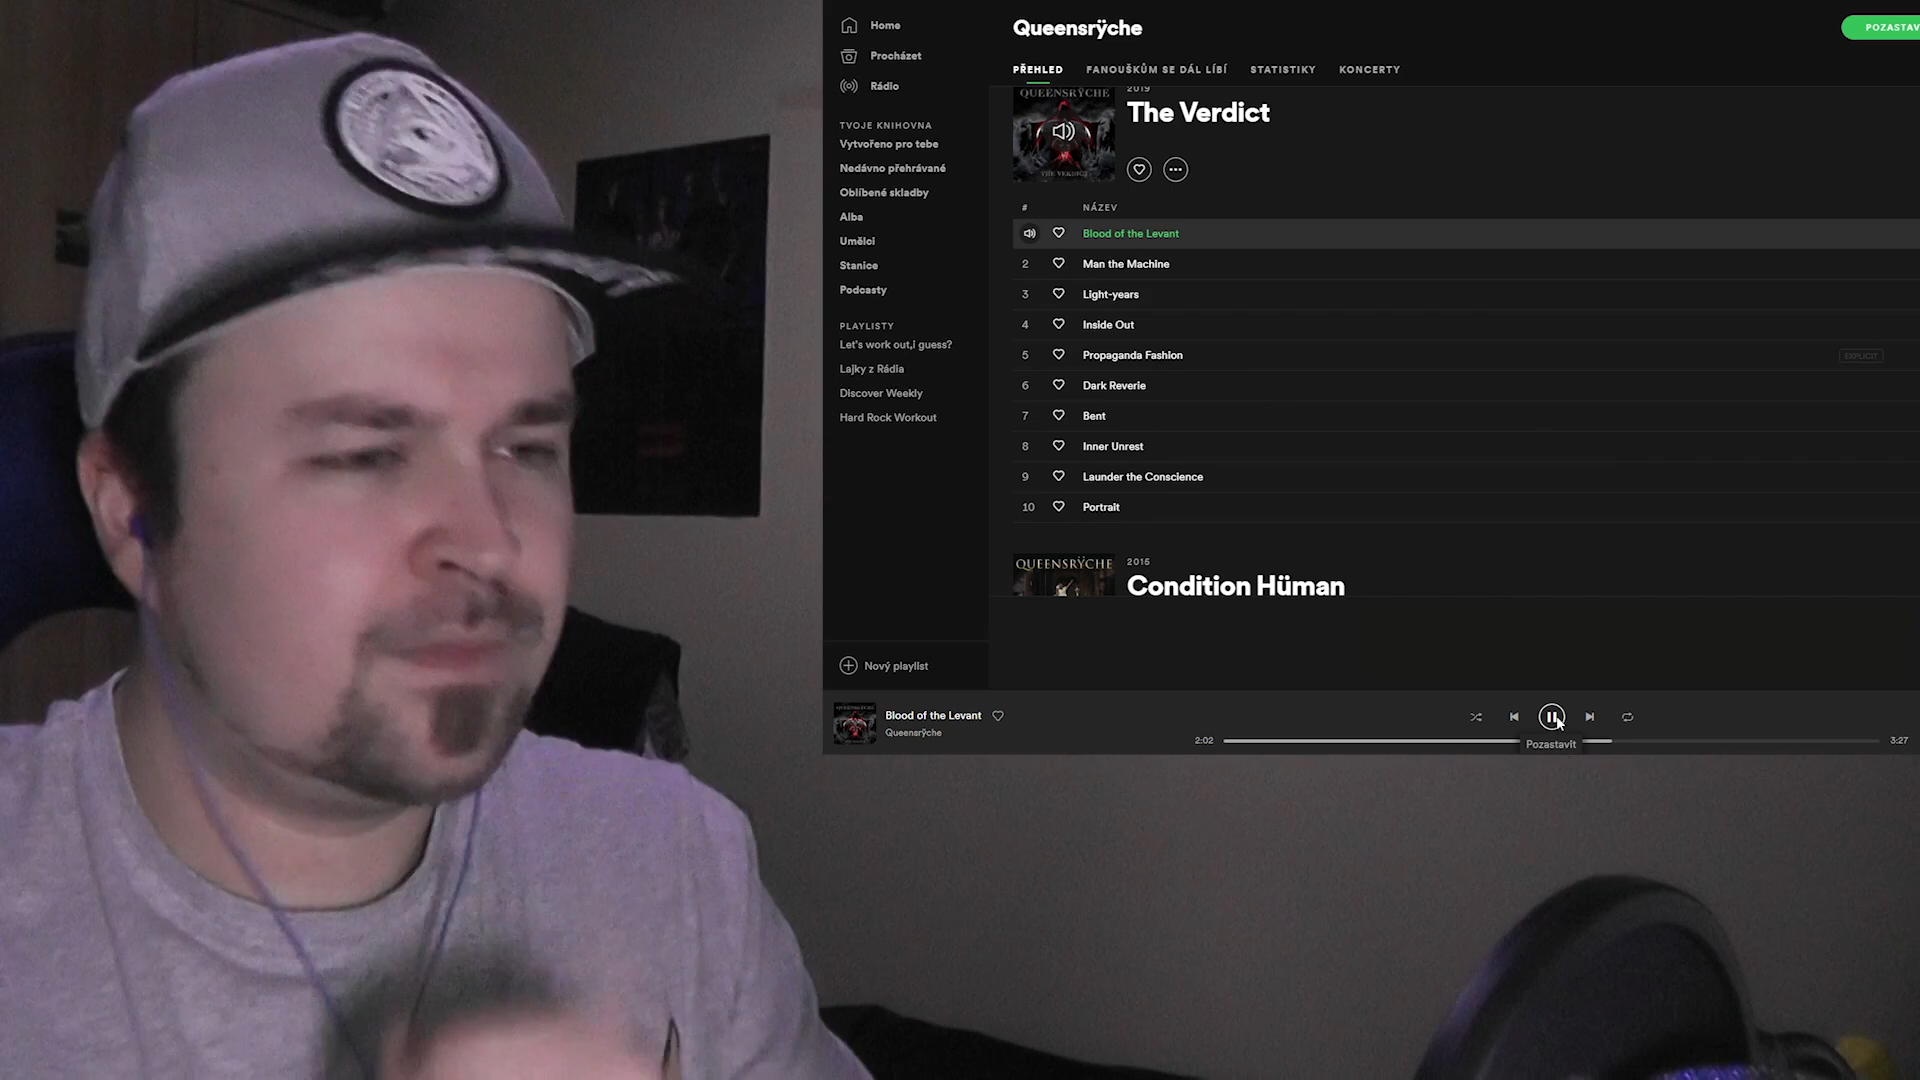 Home
Procházet
Rádio
TVOJE KNIHOVNA
Vytvořeno pro tebe
Nedávno přehrávané
Oblíbené skladby
Alba
Umělci
Stanice
Podcasty
PLAYLISTY
Let's work out,i guess?
Lajky z Rádia
Discover Weekly
Hard Rock Workout
Nový playlist
Queensrÿche
POZASTAV
PŘEHLED FANOUŠKŮM SE DÁL LÍBÍ STATISTIKY KONCERTY
QUEENSRŸCHE
THE VERDICT
2019
The Verdict
# NÁZEV
Blood of the Levant
2 Man the Machine
3 Light-years
4 Inside Out
5 Propaganda Fashion EXPLICIT
6 Dark Reverie
7 Bent
8 Inner Unrest
9 Launder the Conscience
10 Portrait
QUEENSRŸCHE
2015
Condition Hüman
Blood of the Levant
Queensrÿche
2:02
3:27
Pozastavit